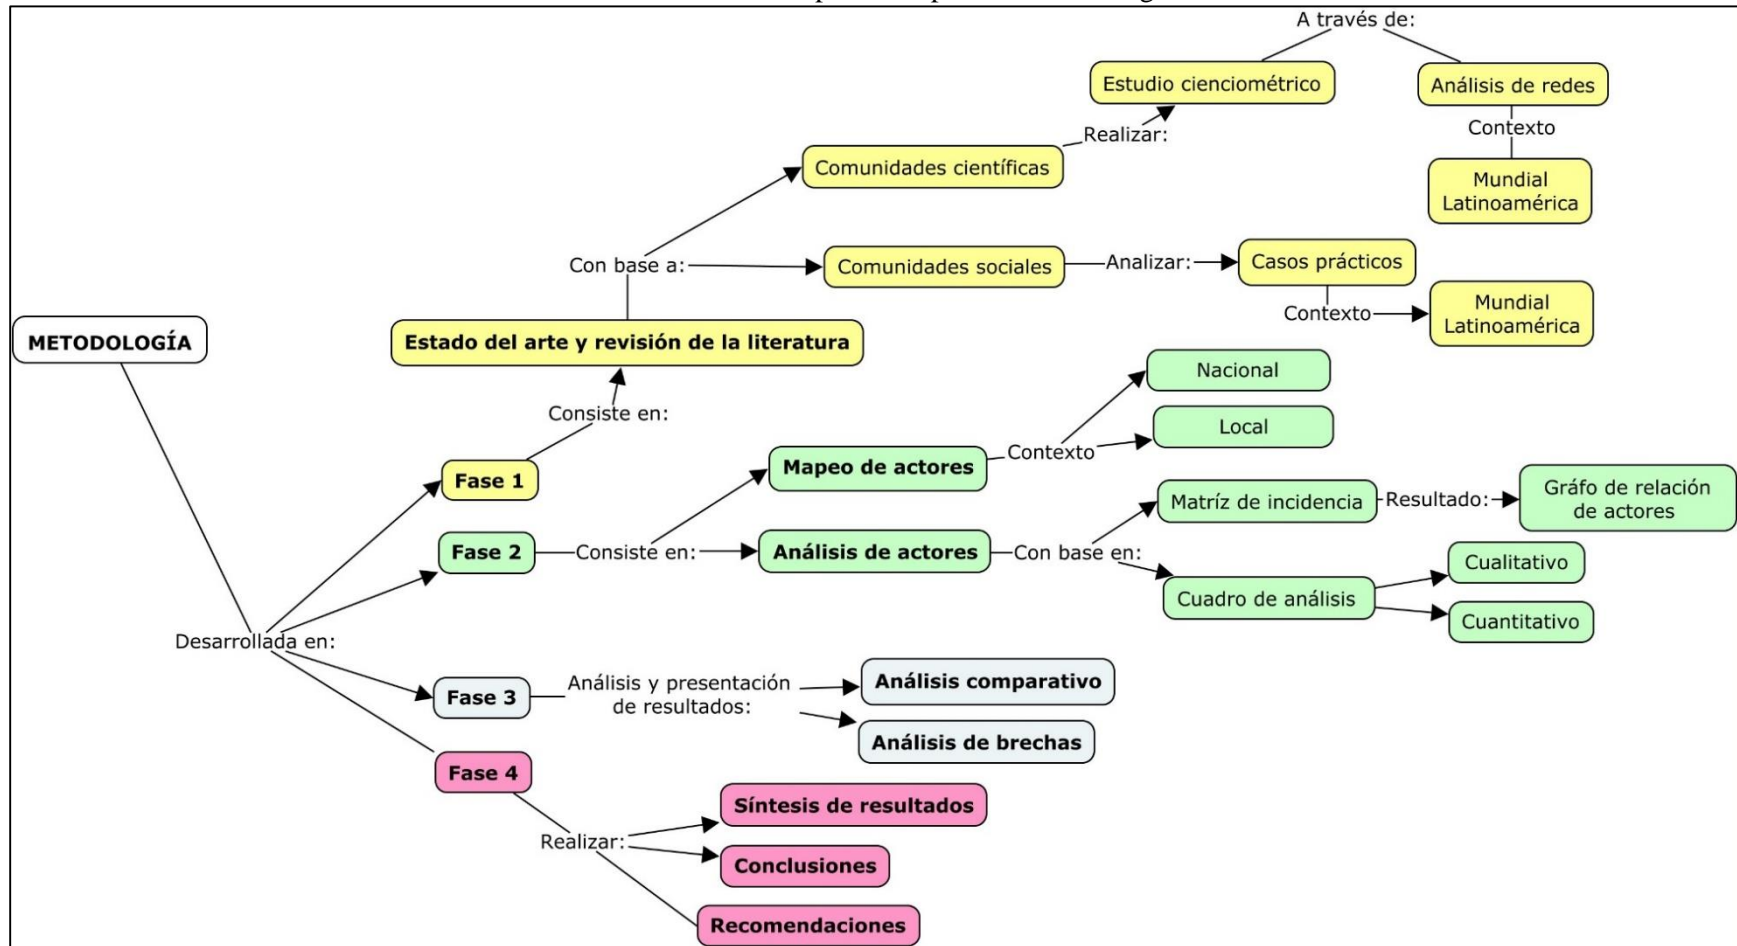 A través de:
Estudio cienciométrico
Análisis de redes
Realizar:
Contexto
Comunidades científicas
Mundial
Latinoamérica
Con base a:
Comunidades sociales
Analizar:
Casos prácticos
Contexto
Mundial
Latinoamérica
METODOLOGÍA
Estado del arte y revisión de la literatura
Consiste en:
Fase 1
Nacional
Local
Mapeo de actores
Contexto
Fase 2
Consiste en:
Análisis de actores
Con base en:
Matríz de incidencia
Resultado:
Gráfo de relación
de actores
Cuadro de análisis
Cualitativo
Cuantitativo
Desarrollada en:
Fase 3
Análisis y presentación
de resultados:
Análisis comparativo
Análisis de brechas
Fase 4
Realizar:
Síntesis de resultados
Conclusiones
Recomendaciones